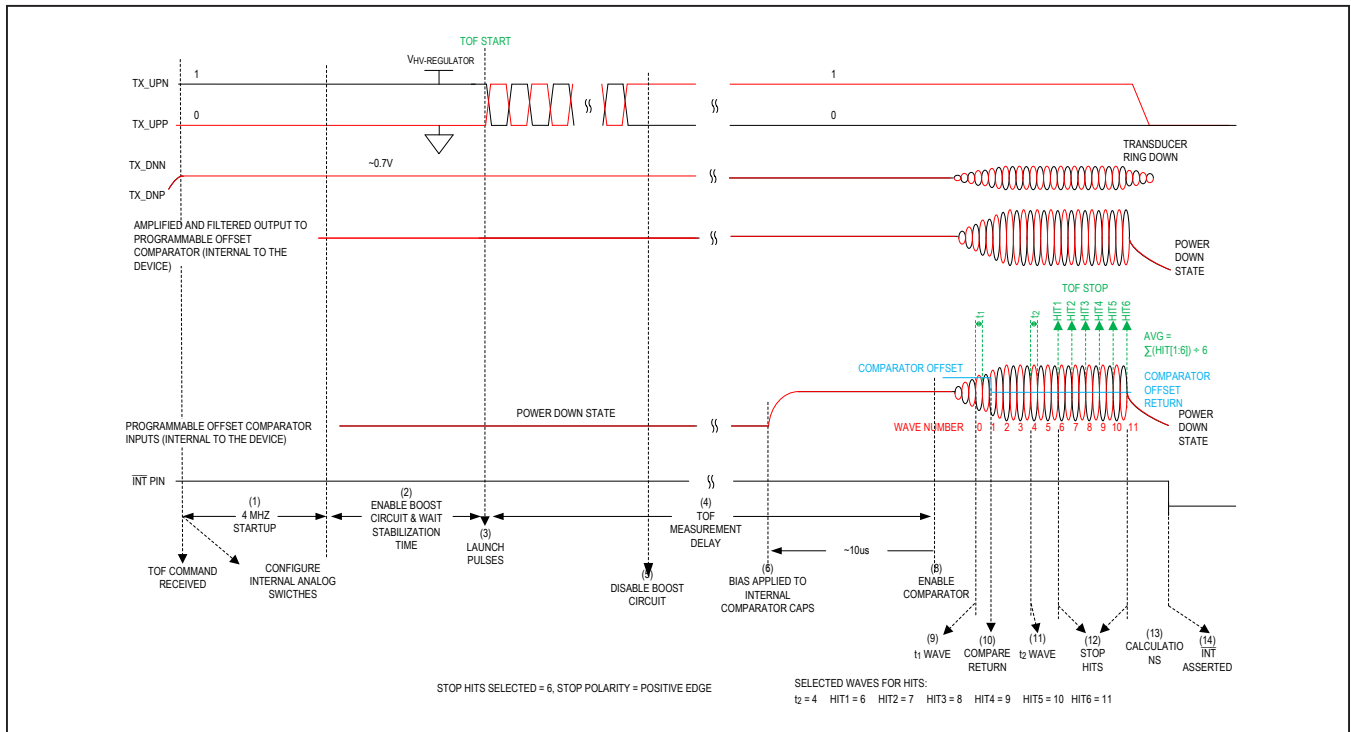 TOF START
VHV-REGULATOR
TX_UPN
1
1
TX_UPP
0
0
TX_DNN
~0.7V
TX_DNP
TRANSDUCER
RING DOWN
AMPLIFIED AND FILTERED OUTPUT TO
PROGRAMMABLE OFFSET
COMPARATOR (INTERNAL TO THE
DEVICE)
POWER
DOWN
STATE
TOF STOP
t1
t2
HIT1
HIT2
HIT3
HIT4
HIT5
HIT6
AVG =
∑(HIT[1:6]) ÷ 6
COMPARATOR OFFSET
COMPARATOR
OFFSET
RETURN
POWER
DOWN
STATE
POWER DOWN STATE
PROGRAMMABLE OFFSET COMPARATOR
INPUTS (INTERNAL TO THE DEVICE)
WAVE NUMBER 0 1 2 3 4 5 6 7 8 9 10 11
INT PIN
(1)
4 MHZ
STARTUP
(2)
ENABLE BOOST
CIRCUIT & WAIT
STABILIZATION
TIME
(3)
LAUNCH
PULSES
(4)
TOF
MEASUREMENT
DELAY
~10us
TOF COMMAND
RECEIVED
CONFIGURE
INTERNAL ANALOG
SWICTHES
(5)
DISABLE BOOST
CIRCUIT
(6)
BIAS APPLIED TO
INTERNAL
COMPARATOR CAPS
(8)
ENABLE
COMPARATOR
(9)
t1 WAVE
(10)
COMPARE
RETURN
(11)
t2 WAVE
(12)
STOP
HITS
(13)
CALCULATIO
NS
(14)
INT
ASSERTED
STOP HITS SELECTED = 6, STOP POLARITY = POSITIVE EDGE
SELECTED WAVES FOR HITS:
t2 = 4 HIT1 = 6 HIT2 = 7 HIT3 = 8 HIT4 = 9 HIT5 = 10 HIT6 = 11